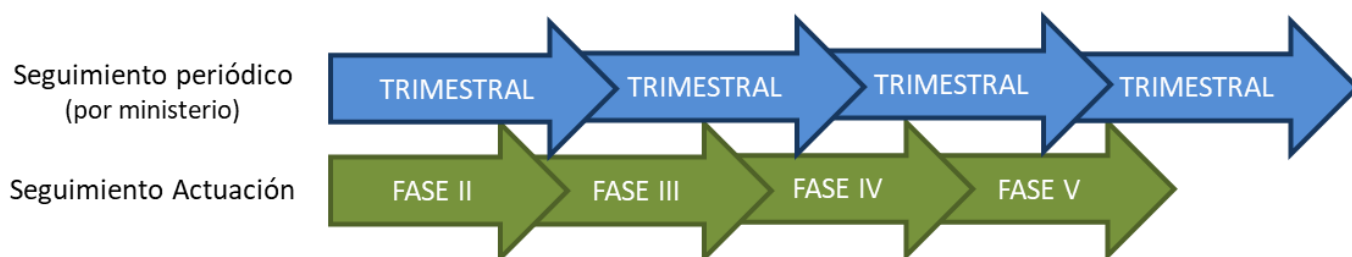 Seguimiento periódico
(por ministerio)
TRIMESTRAL TRIMESTRAL TRIMESTRAL TRIMESTRAL
Seguimiento Actuación
FASE II FASE III FASE IV FASE V